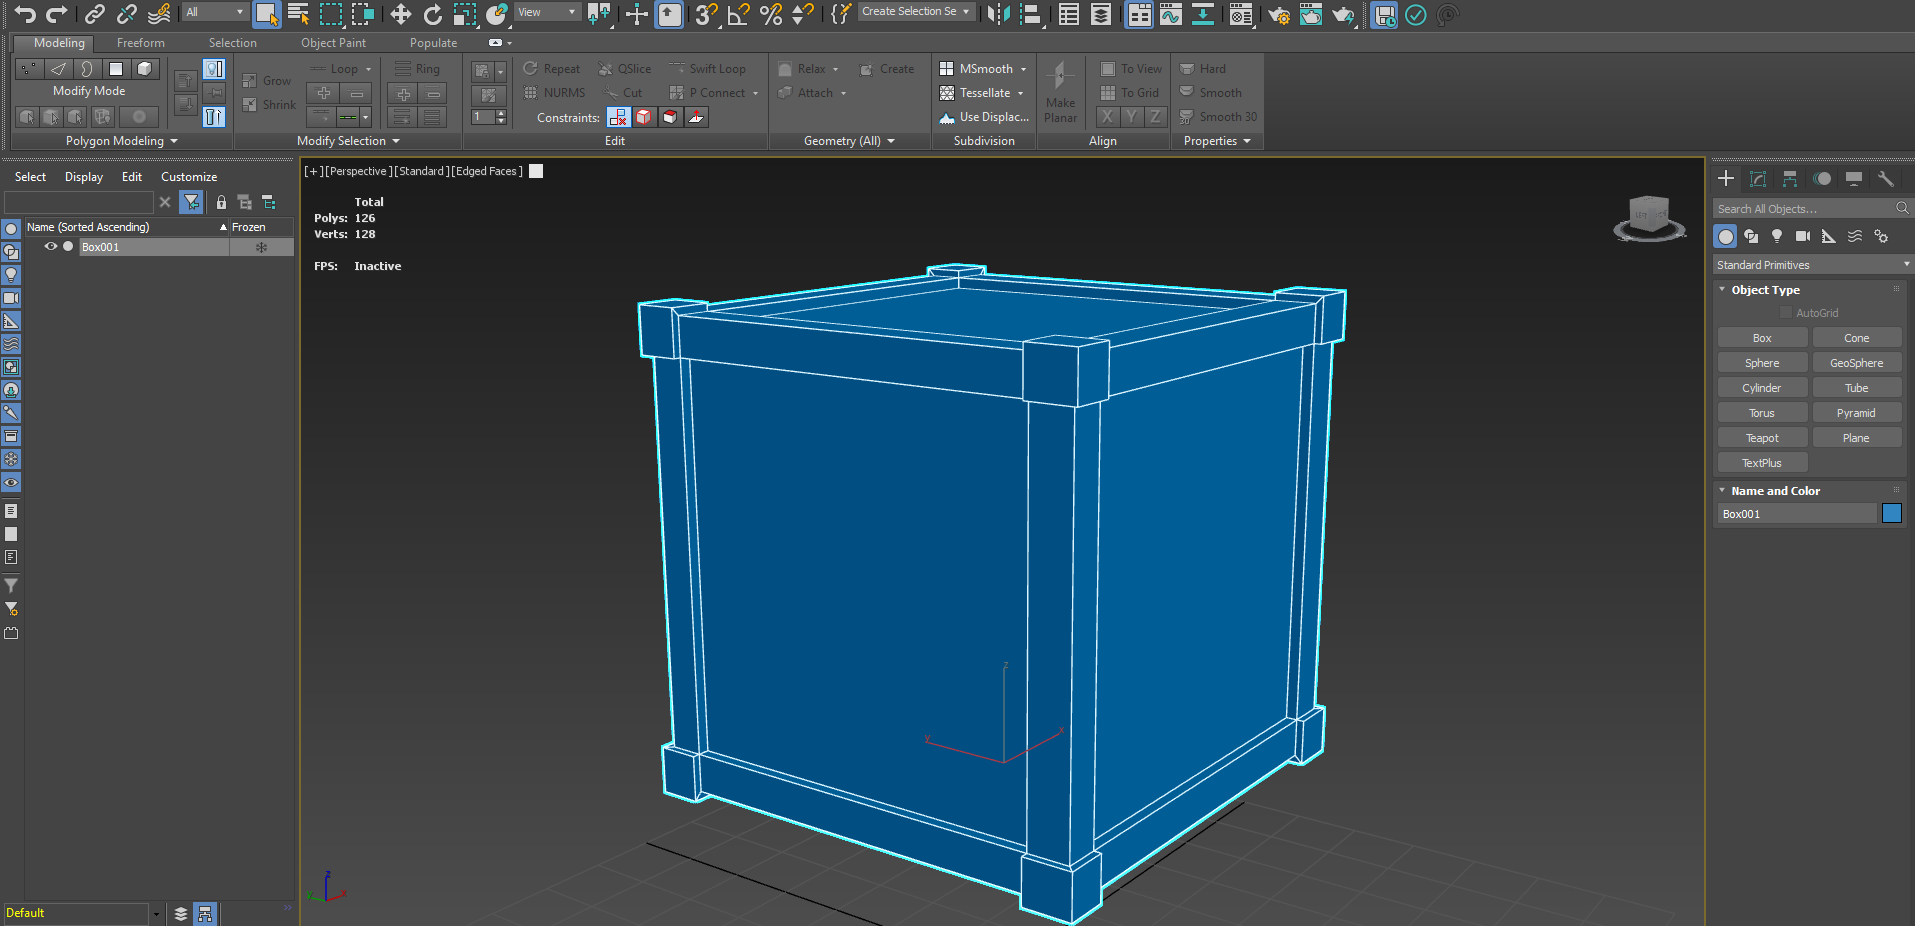 All
View
Create Selection Se
Modeling Freeform Selection Object Paint Populate
Modify Mode
Polygon Modeling
Grow
Shrink
Loop
Ring
Modify Selection
1
Repeat QSlice Swift Loop
NURMS Cut P Connect
Constraints:
Edit
Relax Create
Attach
Geometry (All)
MSmooth
Tessellate
Use Displac...
Subdivision
Make
Planar
To View
To Grid
X Y Z
Align
Hard
Smooth
Smooth 30
Properties
Select Display Edit Customize
Name (Sorted Ascending) Frozen
Box001
Default
[+][Perspective][Standard][Edged Faces]
Total
Polys: 126
Verts: 128
FPS: Inactive
LEFT
z
y
x
z
y
x
Search All Objects...
Standard Primitives
Object Type
AutoGrid
Box Cone
Sphere GeoSphere
Cylinder Tube
Torus Pyramid
Teapot Plane
TextPlus
Name and Color
Box001